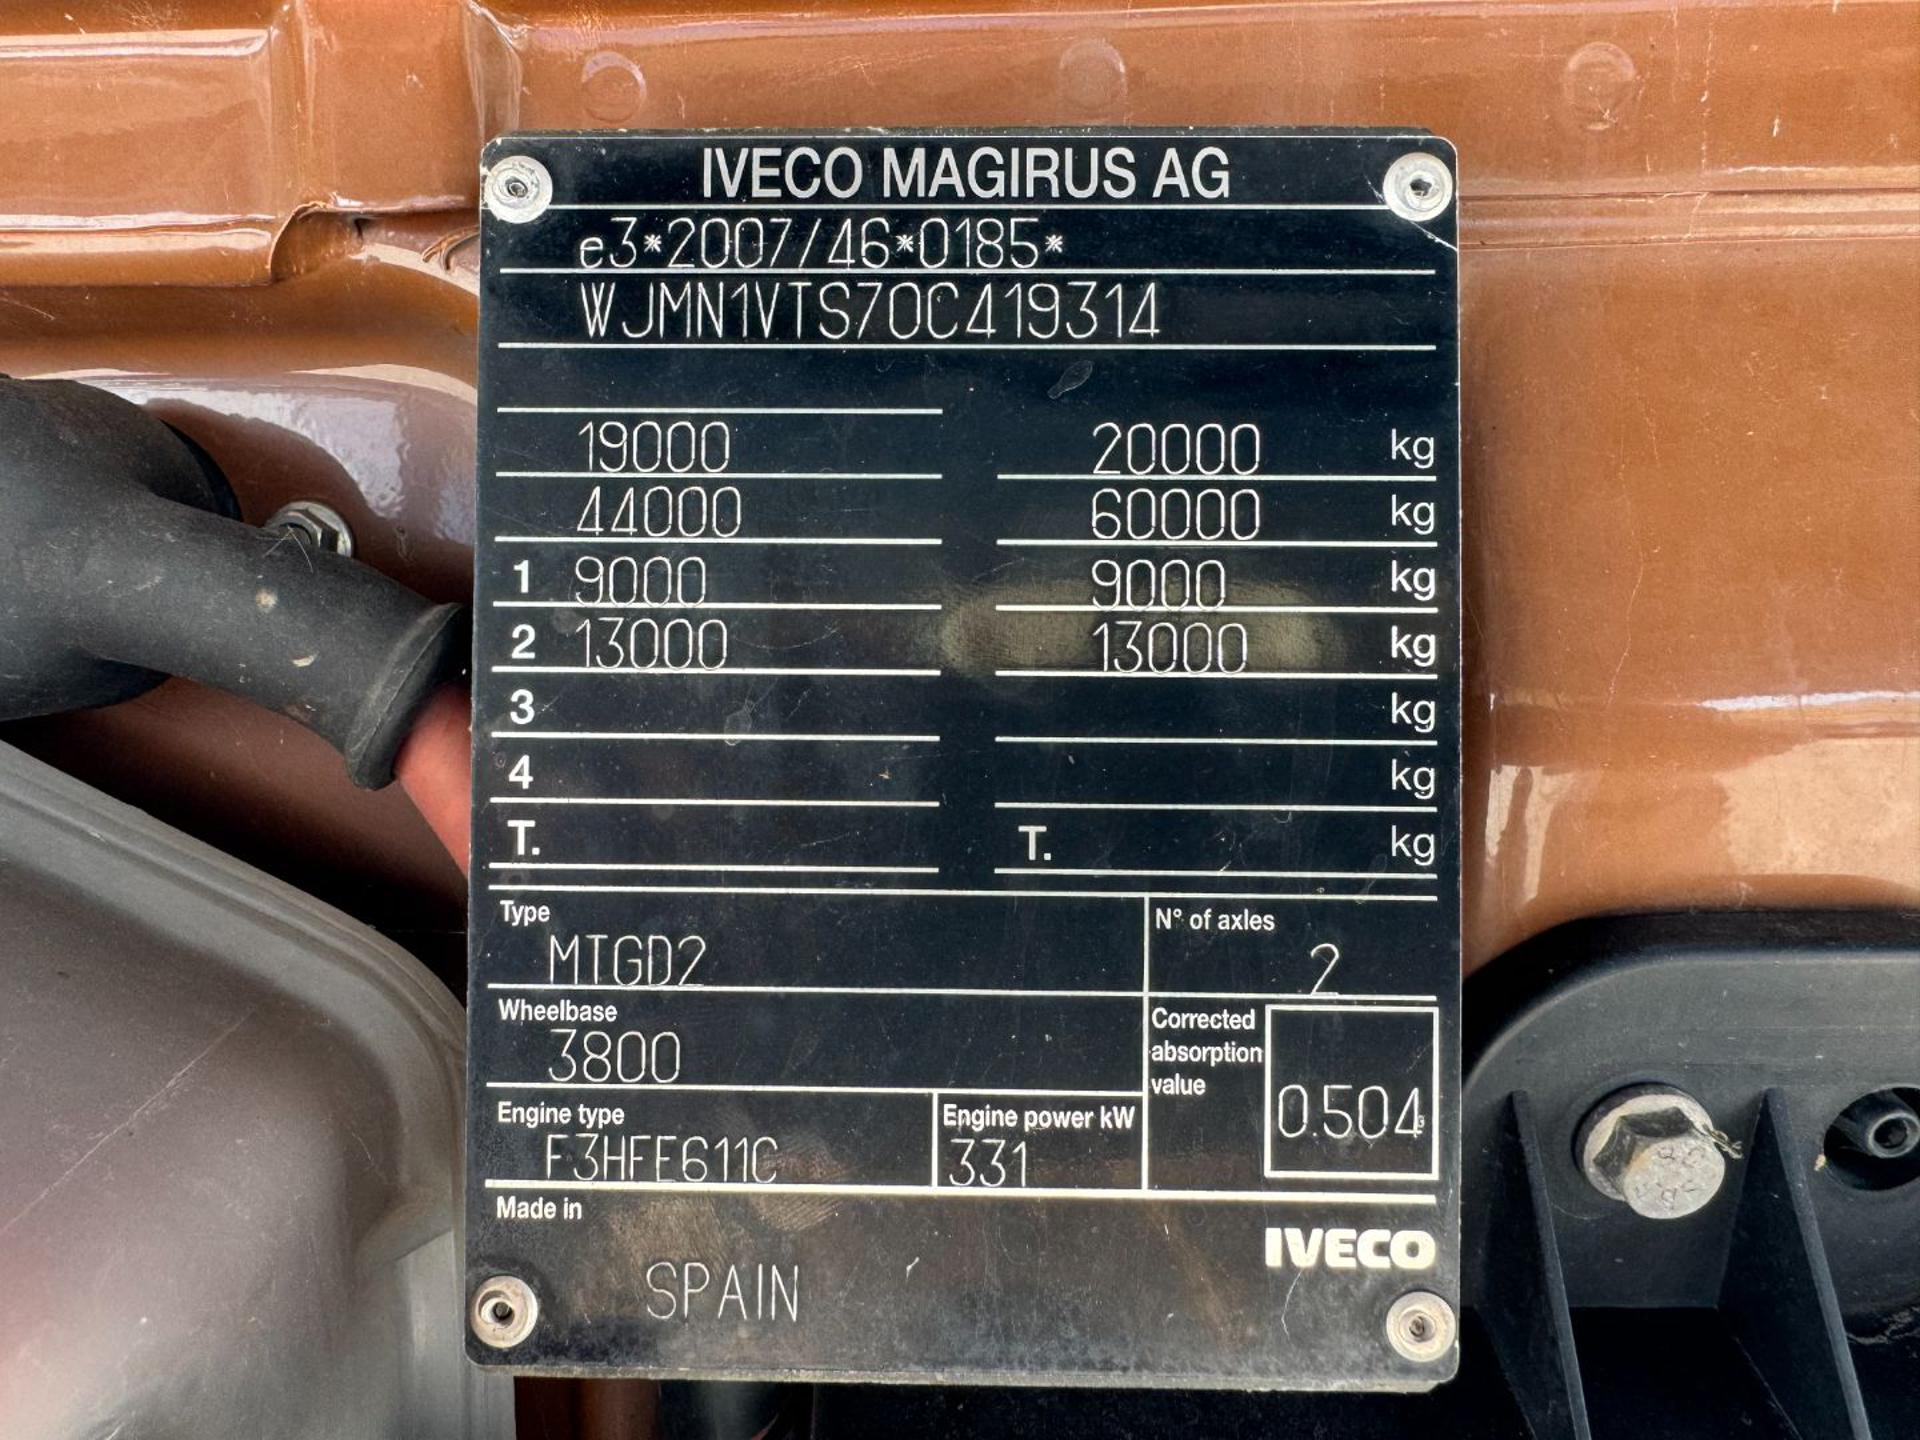 IVECO MAGIRUS AG
e3*2007/46*0185*
WJMN1VTS70C419314
19000 20000 kg
44000 60000 kg
1 9000 9000 kg
2 13000 13000 kg
3 kg
4 kg
T. T. kg
Type N° of axles
MTGD2 2
Wheelbase Corrected
absorption
value
3800
0.504
Engine type Engine power kW
F3HFE611C 331
Made in
IVECO
SPAIN